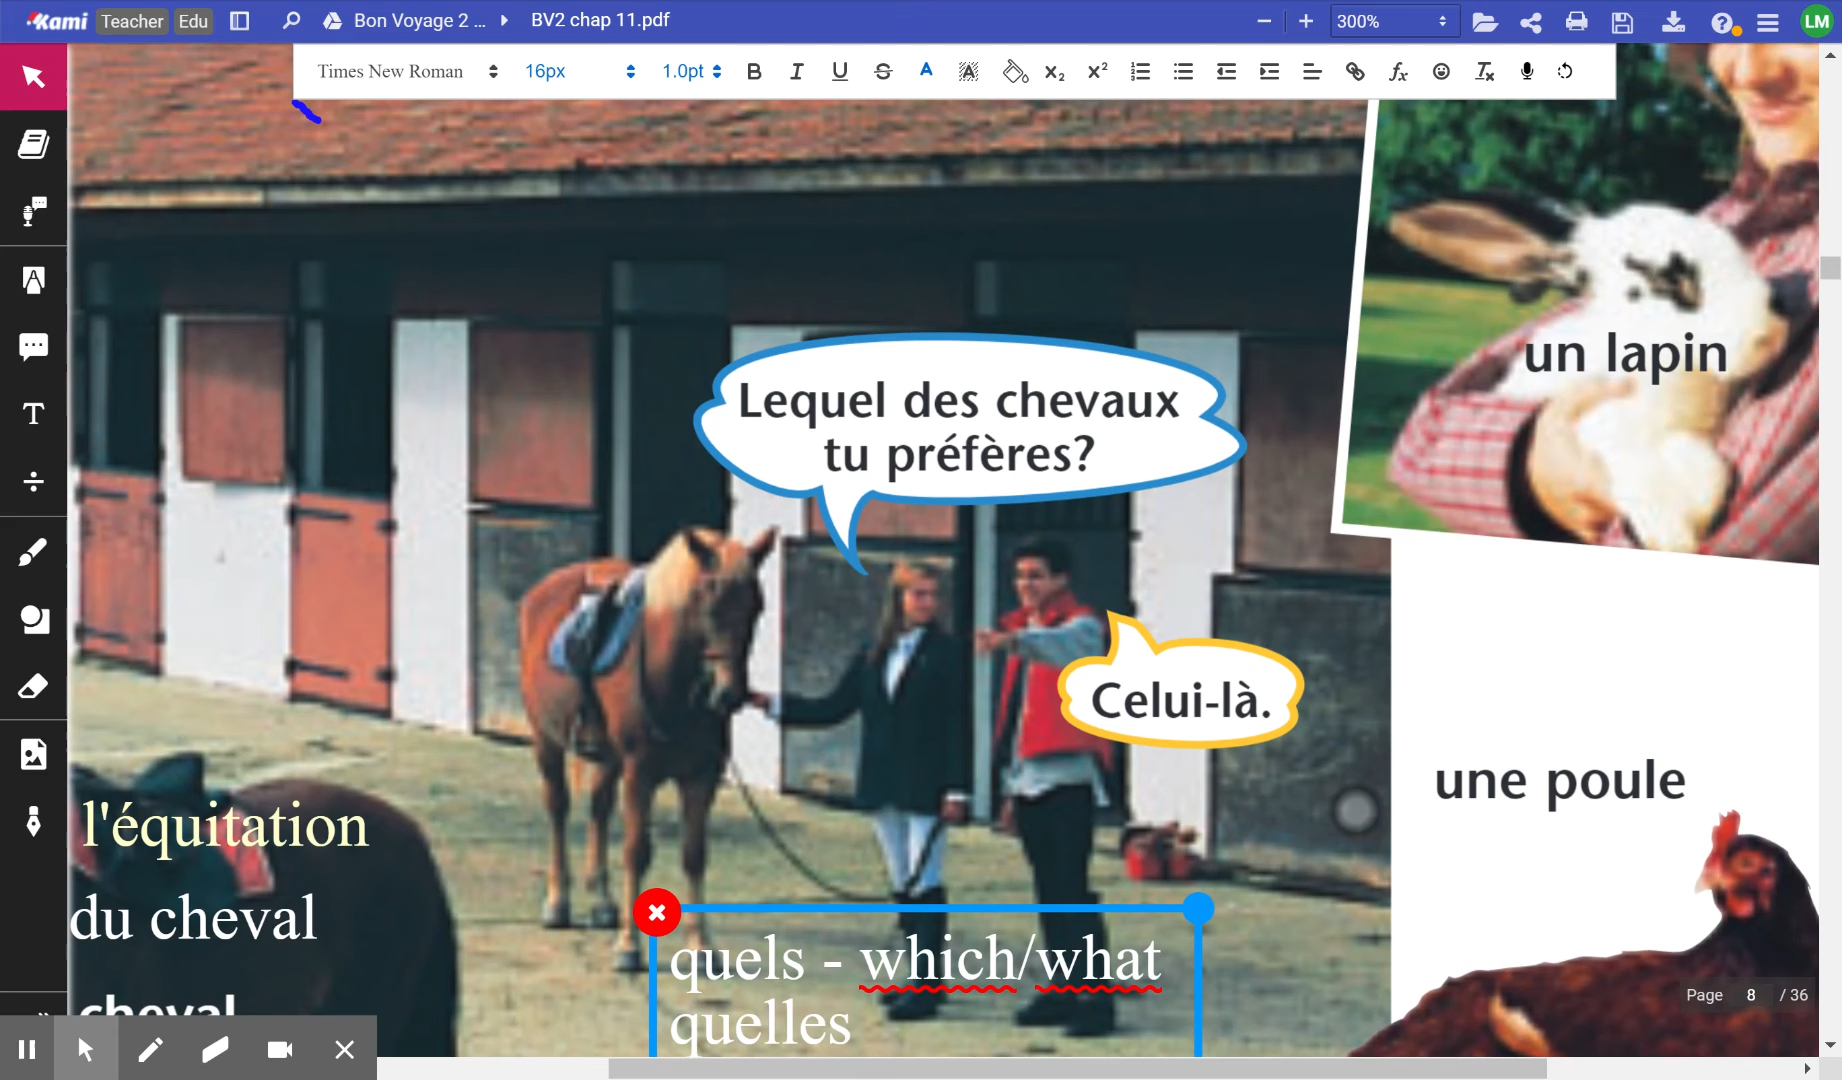 Kami Teacher Edu Bon Voyage 2 ... BV2 chap 11.pdf 300% LM
Times New Roman 16px 1.0pt
un lapin
Lequel des chevaux
tu préfères?
Celui-là.
une poule
l'équitation
du cheval
cheval
quels - which/what
quelles
Page 8 / 36